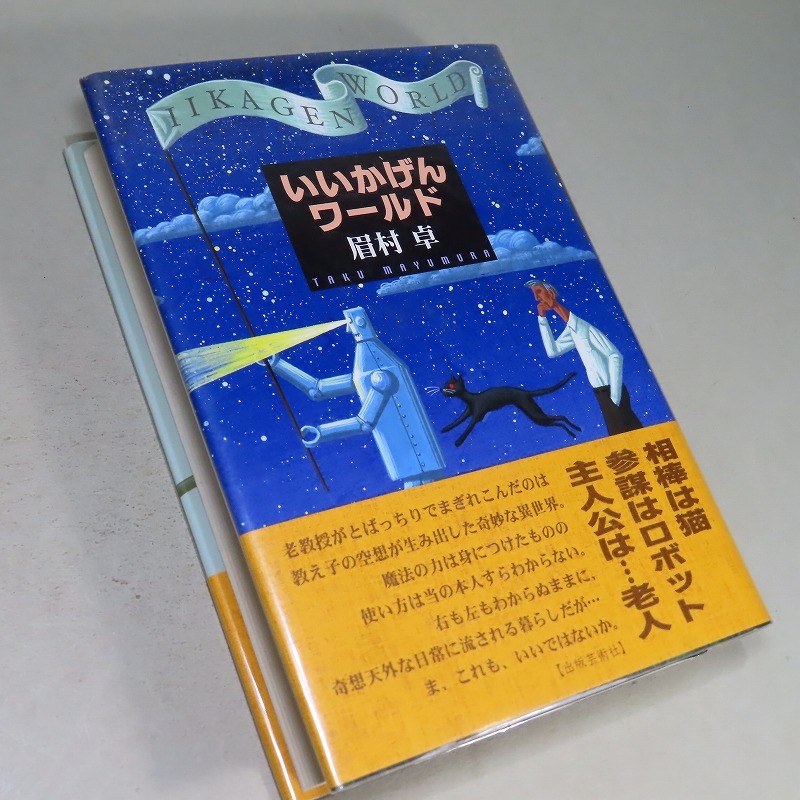 IIKAGEN WORLD
いいかげん
ワールド
眉村 卓
TAKU MAYUMURA
相棒は猫
参謀はロボット
主人公は…老人
老教授がとばっちりでまぎれこんだのは
教え子の空想が生み出した奇妙な異世界。
魔法の力は身につけたものの
使い方は当の本人すらわからない。
右も左もわからぬままに、
奇想天外な日常に流される暮らしだが…
ま、これも、いいではないか。
【出版芸術社】